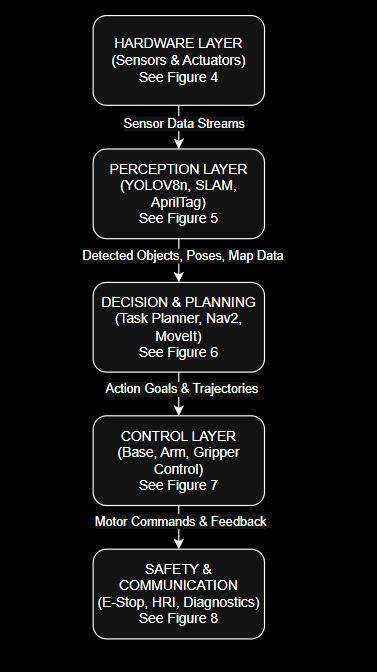 HARDWARE LAYER
(Sensors & Actuators)
See Figure 4
Sensor Data Streams
PERCEPTION LAYER
(YOLOV8n, SLAM,
AprilTag)
See Figure 5
Detected Objects, Poses, Map Data
DECISION & PLANNING
(Task Planner, Nav2,
MoveIt)
See Figure 6
Action Goals & Trajectories
CONTROL LAYER
(Base, Arm, Gripper
Control)
See Figure 7
Motor Commands & Feedback
SAFETY &
COMMUNICATION
(E-Stop, HRI, Diagnostics)
See Figure 8